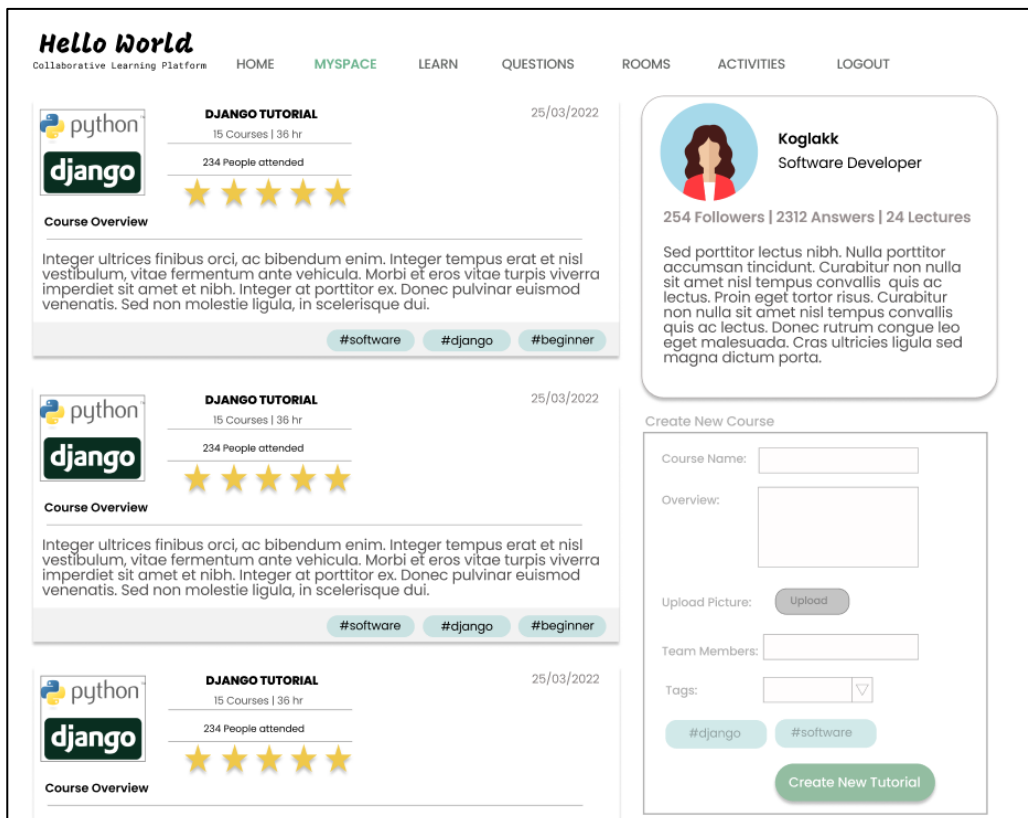 Hello World
Collaborative Learning Platform
HOME
MYSPACE
LEARN
QUESTIONS
ROOMS
ACTIVITIES
LOGOUT
python
django
DJANGO TUTORIAL
15 Courses | 36 hr
234 People attended
25/03/2022
Course Overview
Integer ultrices finibus orci, ac bibendum enim. Integer tempus erat et nisl
vestibulum, vitae fermentum ante vehicula. Morbi et eros vitae turpis viverra
imperdiet sit amet et nibh. Integer at porttitor ex. Donec pulvinar euismod
venenatis. Sed non molestie ligula, in scelerisque dui.
#software
#django
#beginner
python
django
DJANGO TUTORIAL
15 Courses | 36 hr
234 People attended
25/03/2022
Course Overview
Integer ultrices finibus orci, ac bibendum enim. Integer tempus erat et nisl
vestibulum, vitae fermentum ante vehicula. Morbi et eros vitae turpis viverra
imperdiet sit amet et nibh. Integer at porttitor ex. Donec pulvinar euismod
venenatis. Sed non molestie ligula, in scelerisque dui.
#software
#django
#beginner
python
django
DJANGO TUTORIAL
15 Courses | 36 hr
234 People attended
25/03/2022
Course Overview
Koglakk
Software Developer
254 Followers | 2312 Answers | 24 Lectures
Sed porttitor lectus nibh. Nulla porttitor
accumsan tincidunt. Curabitur non nulla
sit amet nisl tempus convallis  quis ac
lectus. Proin eget tortor risus. Curabitur
non nulla sit amet nisl tempus convallis
quis ac lectus. Donec rutrum congue leo
eget malesuada. Cras ultricies ligula sed
magna dictum porta.
Create New Course
Course Name:
Overview:
Upload Picture:
Upload
Team Members:
Tags:
#django
#software
Create New Tutorial